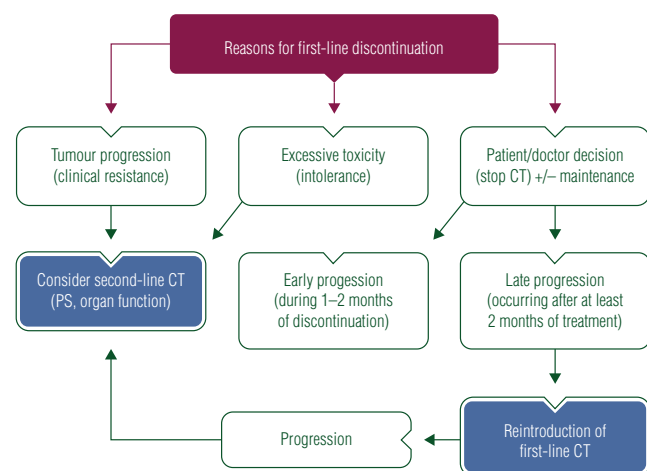 Reasons for first-line discontinuation
Tumour progression
(clinical resistance)
Excessive toxicity
(intolerance)
Patient/doctor decision
(stop CT) +/– maintenance
Consider second-line CT
(PS, organ function)
Early progession
(during 1–2 months
of discontinuation)
Late progression
(occurring after at least
2 months of treatment)
Progression
Reintroduction of
first-line CT